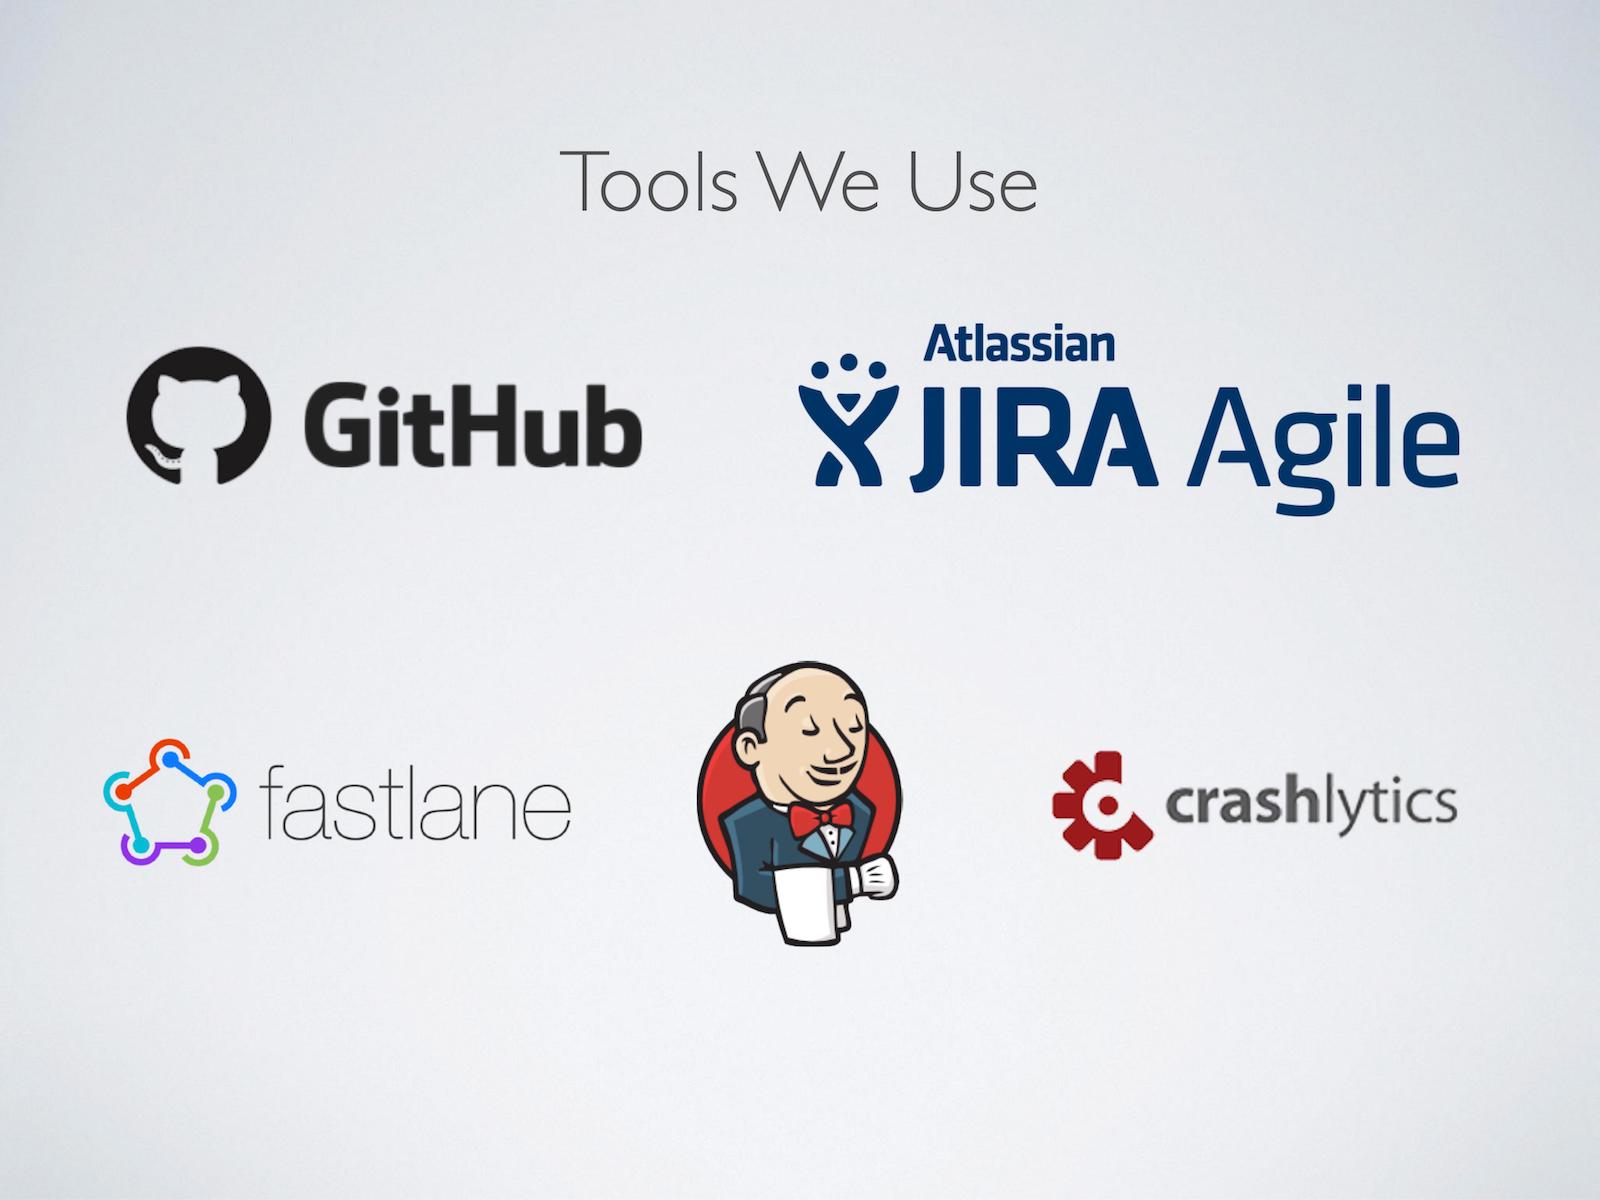 Tools We Use
GitHub
Atlassian
JIRA Agile
fastlane
crashlytics